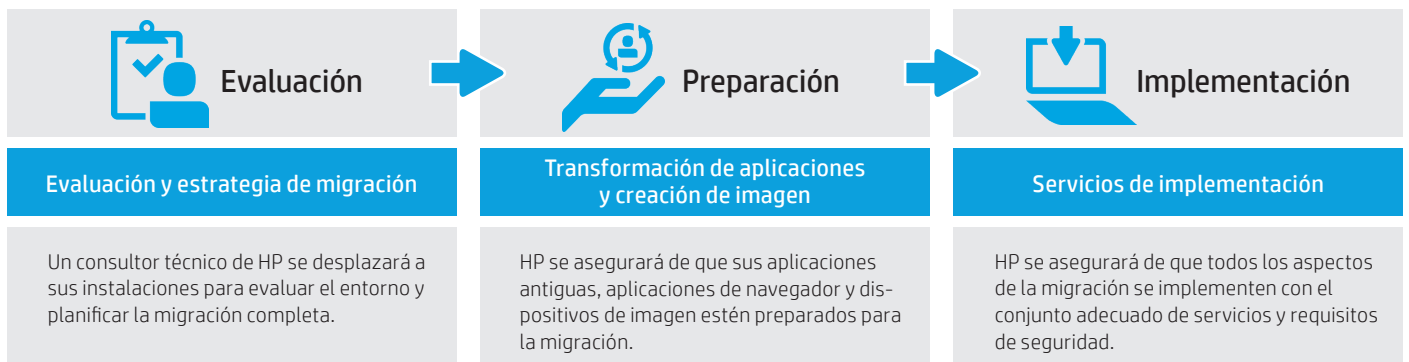 Evaluación
Preparación
Implementación
Evaluación y estrategia de migración
Transformación de aplicaciones
y creación de imagen
Servicios de implementación
Un consultor técnico de HP se desplazará a
sus instalaciones para evaluar el entorno y
planificar la migración completa.
HP se asegurará de que sus aplicaciones
antiguas, aplicaciones de navegador y dis-
positivos de imagen estén preparados para
la migración.
HP se asegurará de que todos los aspectos
de la migración se implementen con el
conjunto adecuado de servicios y requisitos
de seguridad.